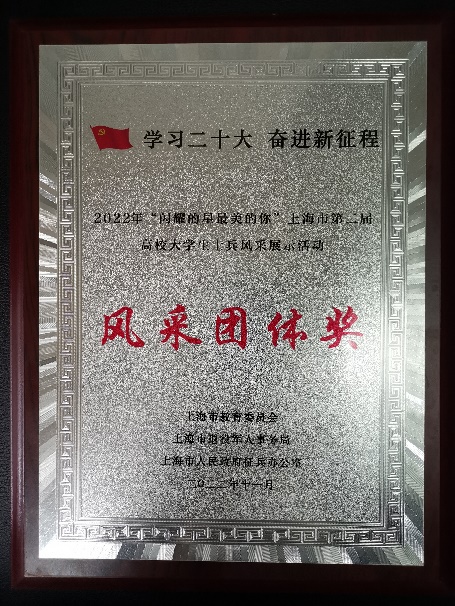 学习二十大 奋进新征程
2022年“闪耀的星最美的你”上海市第二届
高校大学生士兵风采展示活动
风采团体奖
上海市教育委员会
上海市退役军人事务局
上海市人民政府征兵办公室
二〇二二年十一月